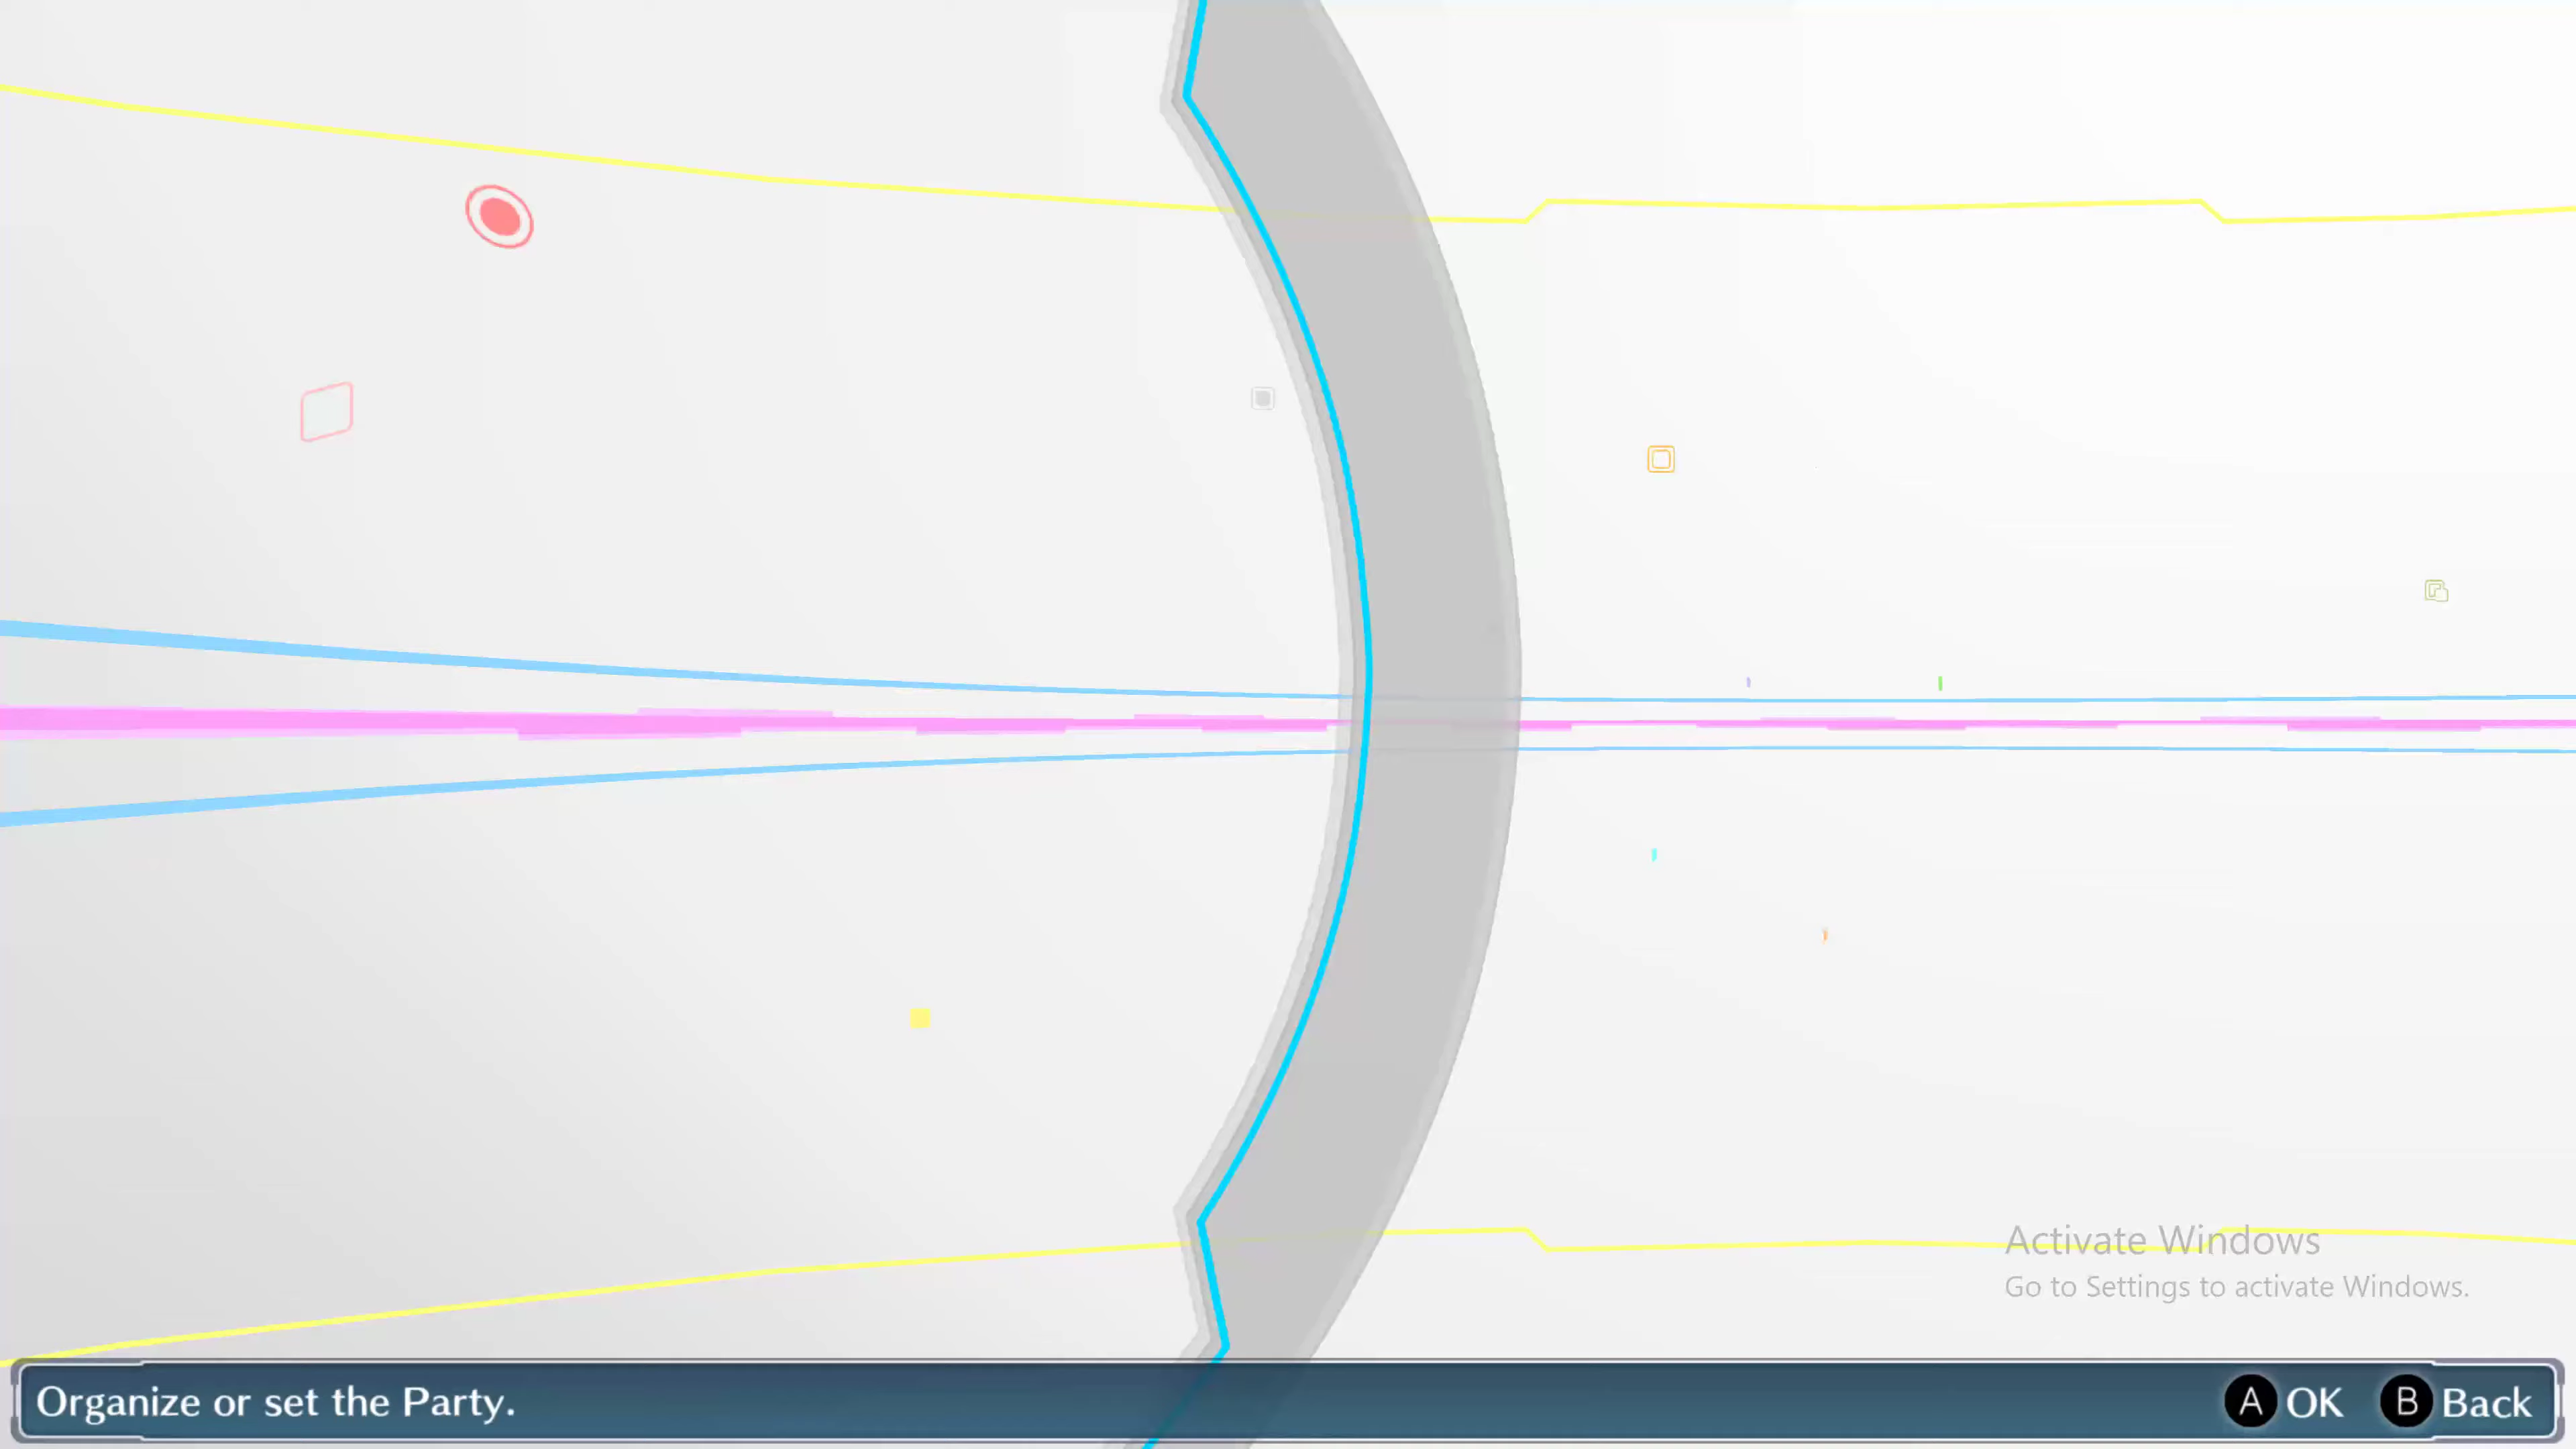 Activate Windows
Go to Settings to activate Windows.
Organize or set the Party. A OK B Back